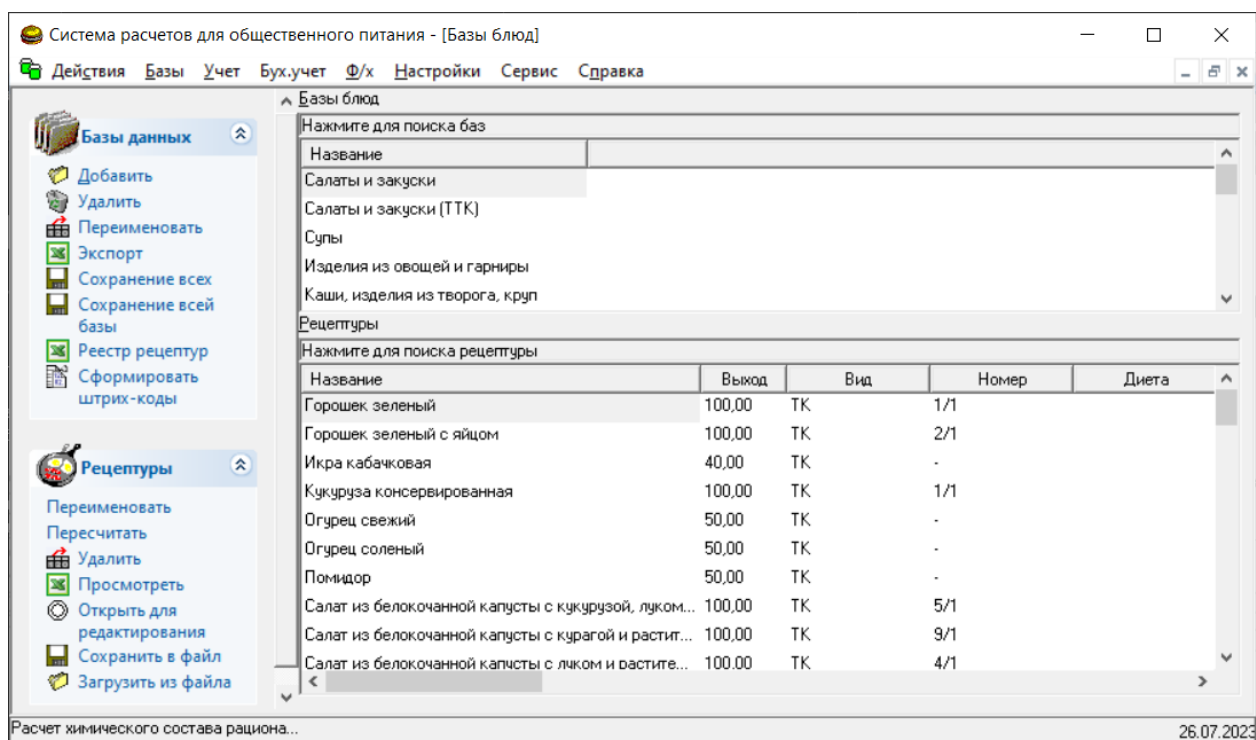 Система расчетов для общественного питания - [Базы блюд]
Действия Базы Учет Бух.учет Ф/х Настройки Сервис Справка
Базы данных
Добавить
Удалить
Переименовать
Экспорт
Сохранение всех
Сохранение всей
базы
Реестр рецептур
Сформировать
штрих-коды
Рецептуры
Переименовать
Пересчитать
Удалить
Просмотреть
Открыть для
редактирования
Сохранить в файл
Загрузить из файла
Базы блюд
Нажмите для поиска баз
Название
Салаты и закуски
Салаты и закуски (ТТК)
Супы
Изделия из овощей и гарниры
Каши, изделия из творога, круп
Рецептуры
Нажмите для поиска рецептуры
Название Выход Вид Номер Диета
Горошек зеленый 100,00 ТК 1/1
Горошек зеленый с яйцом 100,00 ТК 2/1
Икра кабачковая 40,00 ТК -
Кукуруза консервированная 100,00 ТК 1/1
Огурец свежий 50,00 ТК -
Огурец соленый 50,00 ТК -
Помидор 50,00 ТК -
Салат из белокочанной капусты с кукурузой, луком... 100,00 ТК 5/1
Салат из белокочанной капусты с курагой и растит... 100,00 ТК 9/1
Салат из белокочанной капусты с луком и растите... 100,00 ТК 4/1
Расчет химического состава рациона... 26.07.2023